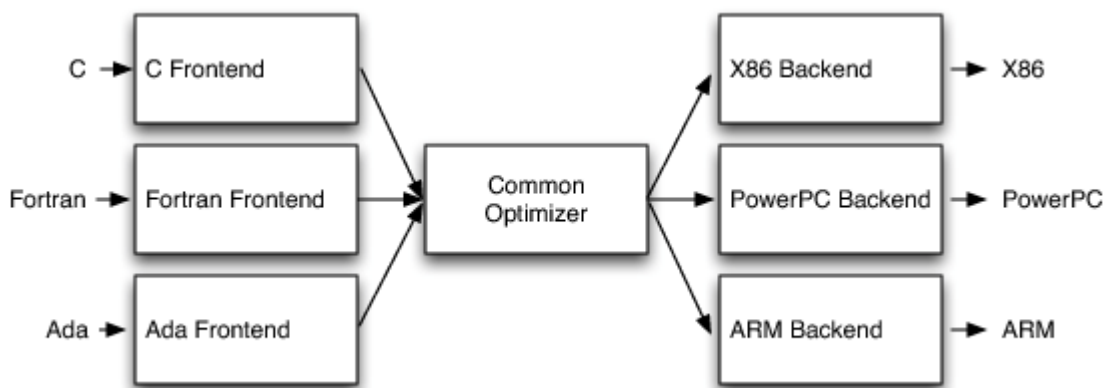 C
C Frontend
X86 Backend
X86
Fortran
Fortran Frontend
Common
Optimizer
PowerPC Backend
PowerPC
Ada
Ada Frontend
ARM Backend
ARM